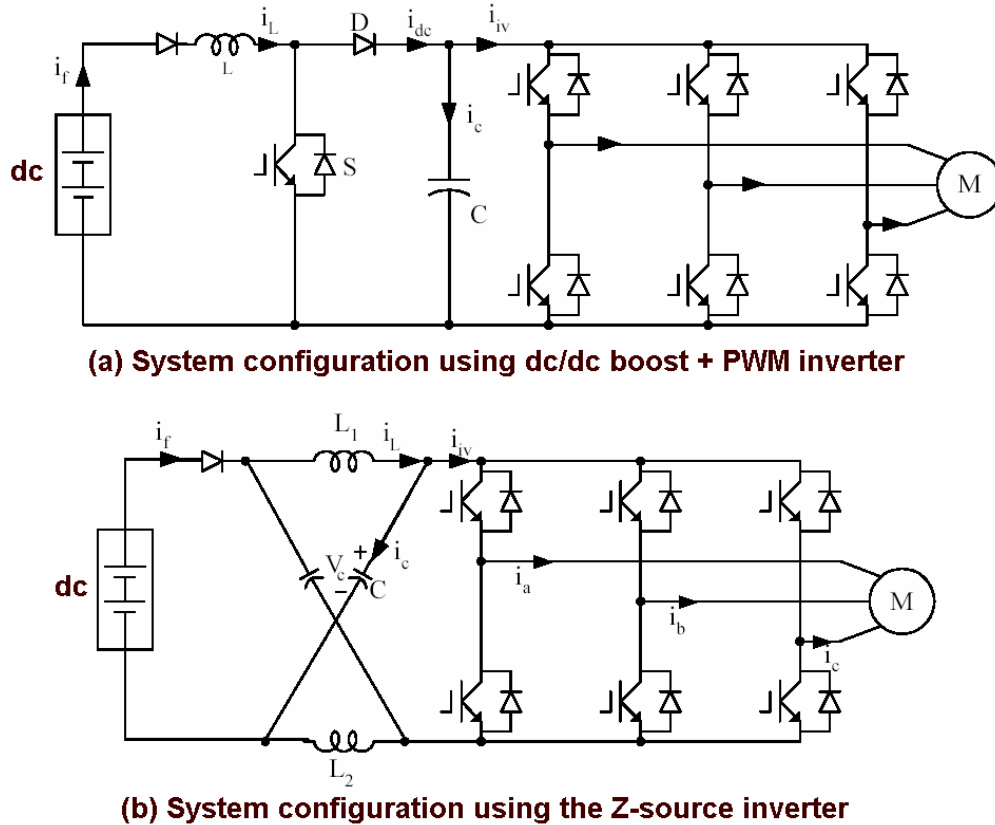 i_L
D
i_dc
i_iv
i_f
L
i_c
dc
S
C
M
(a) System configuration using dc/dc boost + PWM inverter
i_f
L_1
i_L
i_iv
V_c
+
i_c
−
C
dc
i_a
M
i_b
i_c
L_2
(b) System configuration using the Z-source inverter